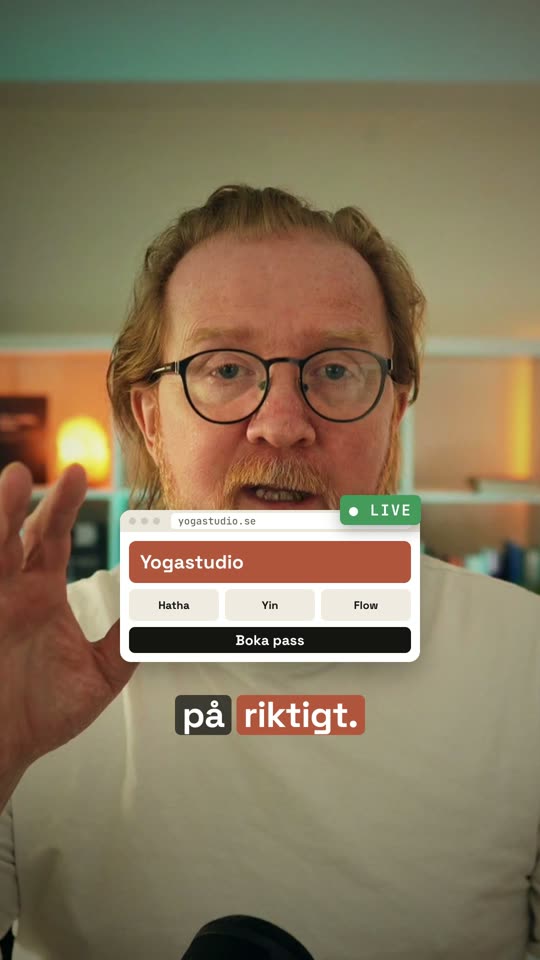 LIVE
yogastudio.se
Yogastudio
Hatha Yin Flow
Boka pass
på riktigt.